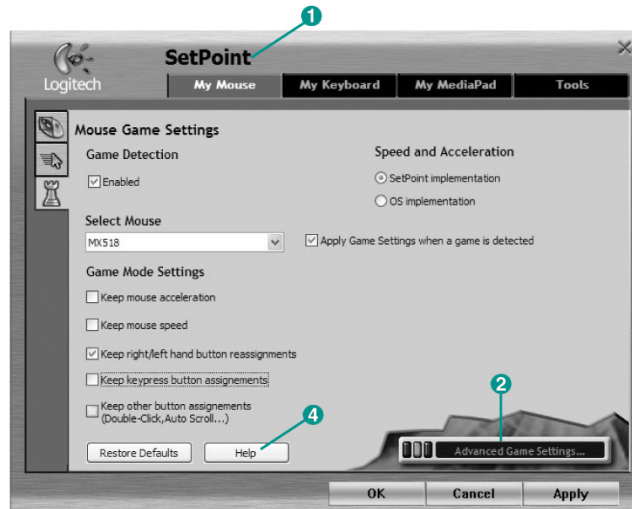 1
SetPoint
Logitech
My Mouse
My Keyboard
My MediaPad
Tools
Mouse Game Settings
Game Detection
Enabled
Speed and Acceleration
SetPoint implementation
OS implementation
Select Mouse
MX518
Apply Game Settings when a game is detected
Game Mode Settings
Keep mouse acceleration
Keep mouse speed
Keep right/left hand button reassignments
Keep keypress button assignements
Keep other button assignements
(Double-Click,Auto Scroll...)
2
4
Restore Defaults
Help
Advanced Game Settings...
OK
Cancel
Apply